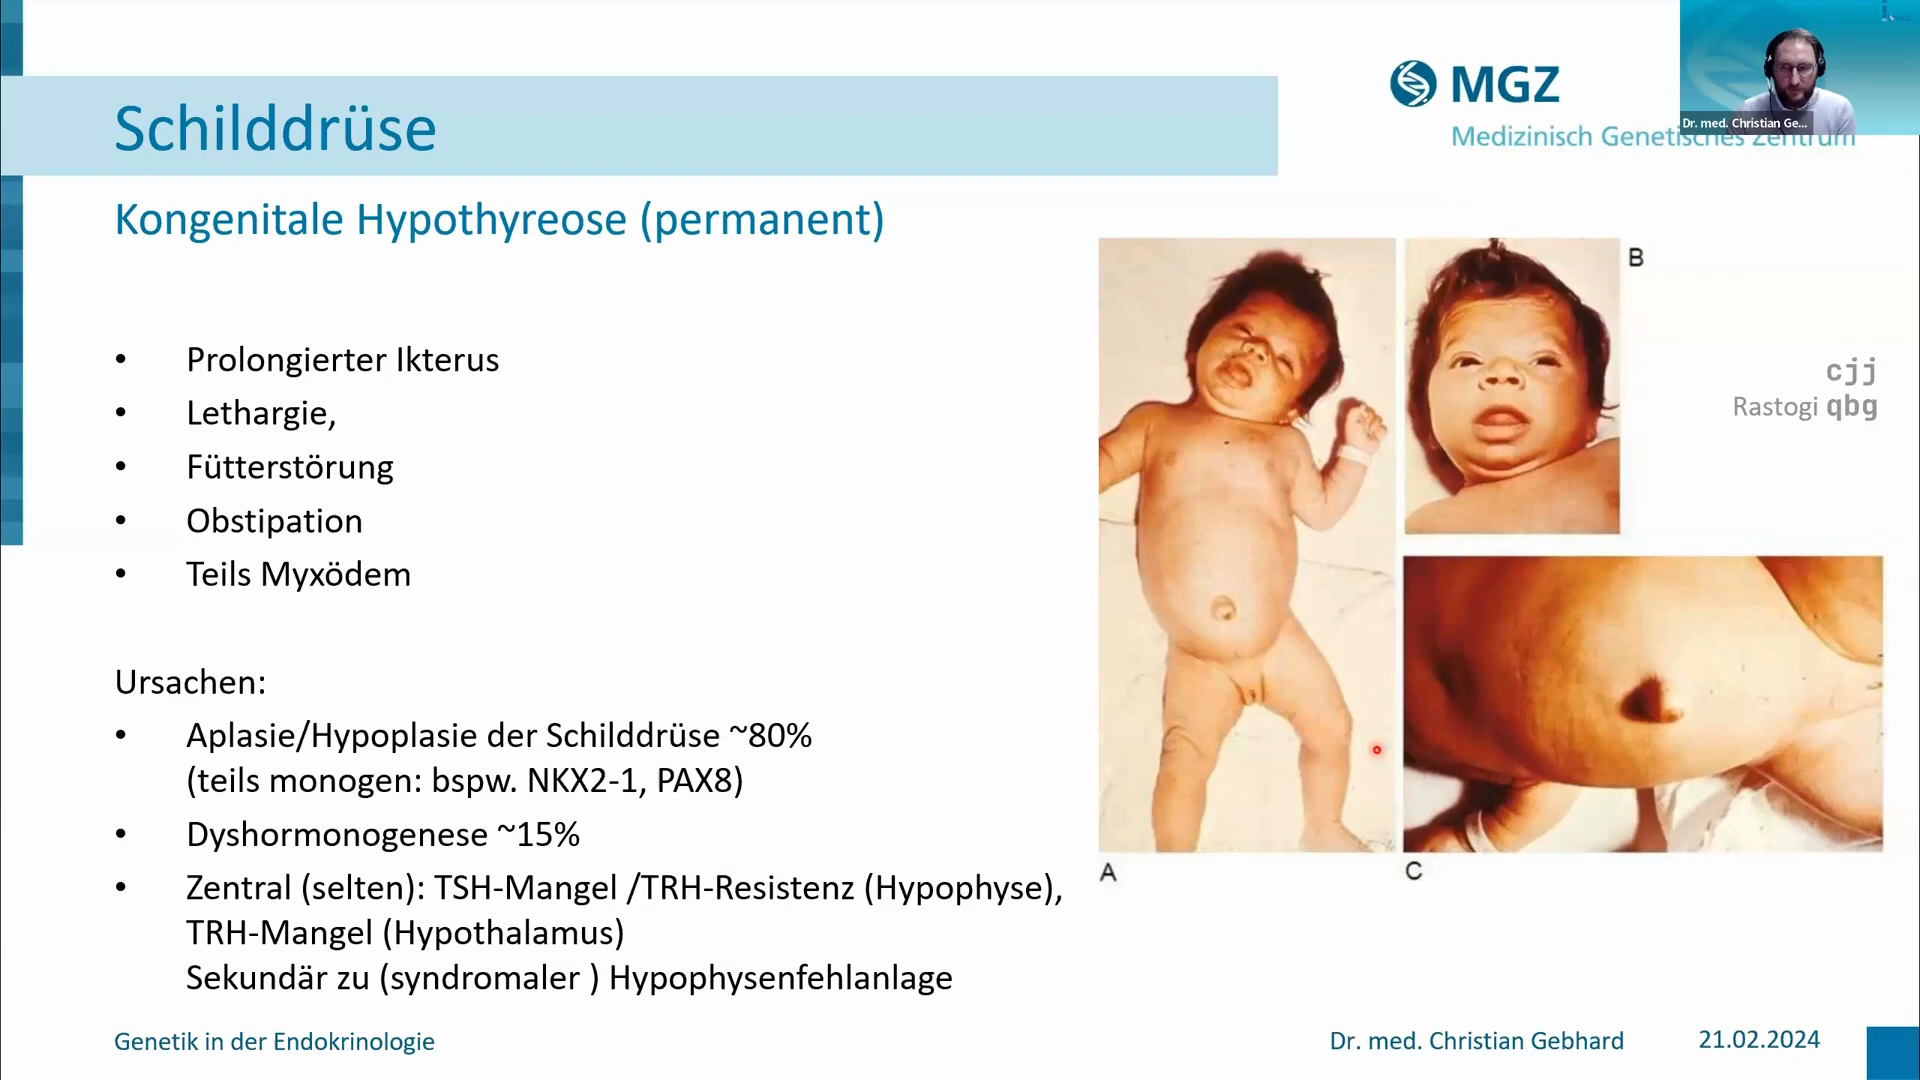 Schilddrüse
MGZ
Medizinisch Genetisches Zentrum
Dr. med. Christian Ge...
Kongenitale Hypothyreose (permanent)
• Prolongierter Ikterus
• Lethargie,
• Fütterstörung
• Obstipation
• Teils Myxödem
Ursachen:
• Aplasie/Hypoplasie der Schilddrüse ~80%
(teils monogen: bspw. NKX2-1, PAX8)
• Dyshormonogenese ~15%
• Zentral (selten): TSH-Mangel /TRH-Resistenz (Hypophyse),
TRH-Mangel (Hypothalamus)
Sekundär zu (syndromaler ) Hypophysenfehlanlage
B
cjj
Rastogi qbg
A
C
Genetik in der Endokrinologie
Dr. med. Christian Gebhard
21.02.2024